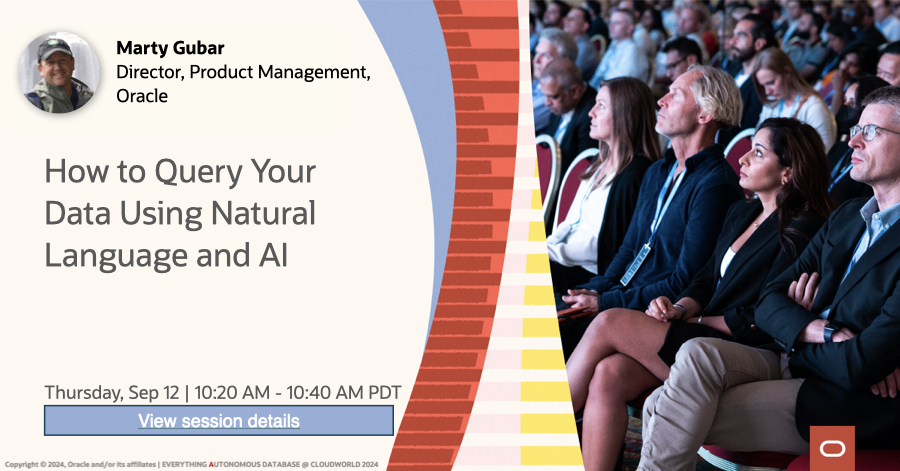 Marty Gubar
Director, Product Management,
Oracle
How to Query Your
Data Using Natural
Language and AI
Thursday, Sep 12 | 10:20 AM - 10:40 AM PDT
View session details
Copyright © 2024, Oracle and/or its affiliates | EVERYTHING AUTONOMOUS DATABASE @ CLOUDWORLD 2024